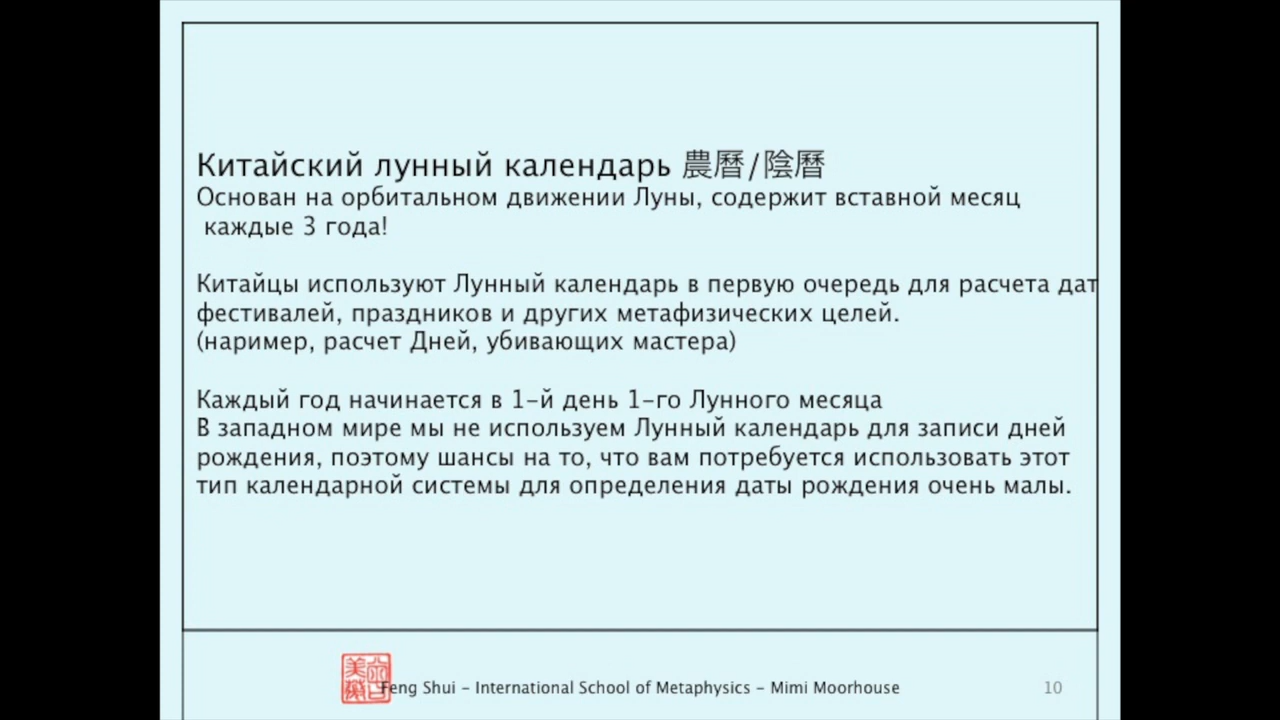 Китайский лунный календарь 農曆/陰曆
Основан на орбитальном движении Луны, содержит вставной месяц
каждые 3 года!
Китайцы используют Лунный календарь в первую очередь для расчета дат
фестивалей, праздников и других метафизических целей.
(наример, расчет Дней, убивающих мастера)
Каждый год начинается в 1-й день 1-го Лунного месяца
В западном мире мы не используем Лунный календарь для записи дней
рождения, поэтому шансы на то, что вам потребуется использовать этот
тип календарной системы для определения даты рождения очень малы.
Feng Shui - International School of Metaphysics - Mimi Moorhouse
10